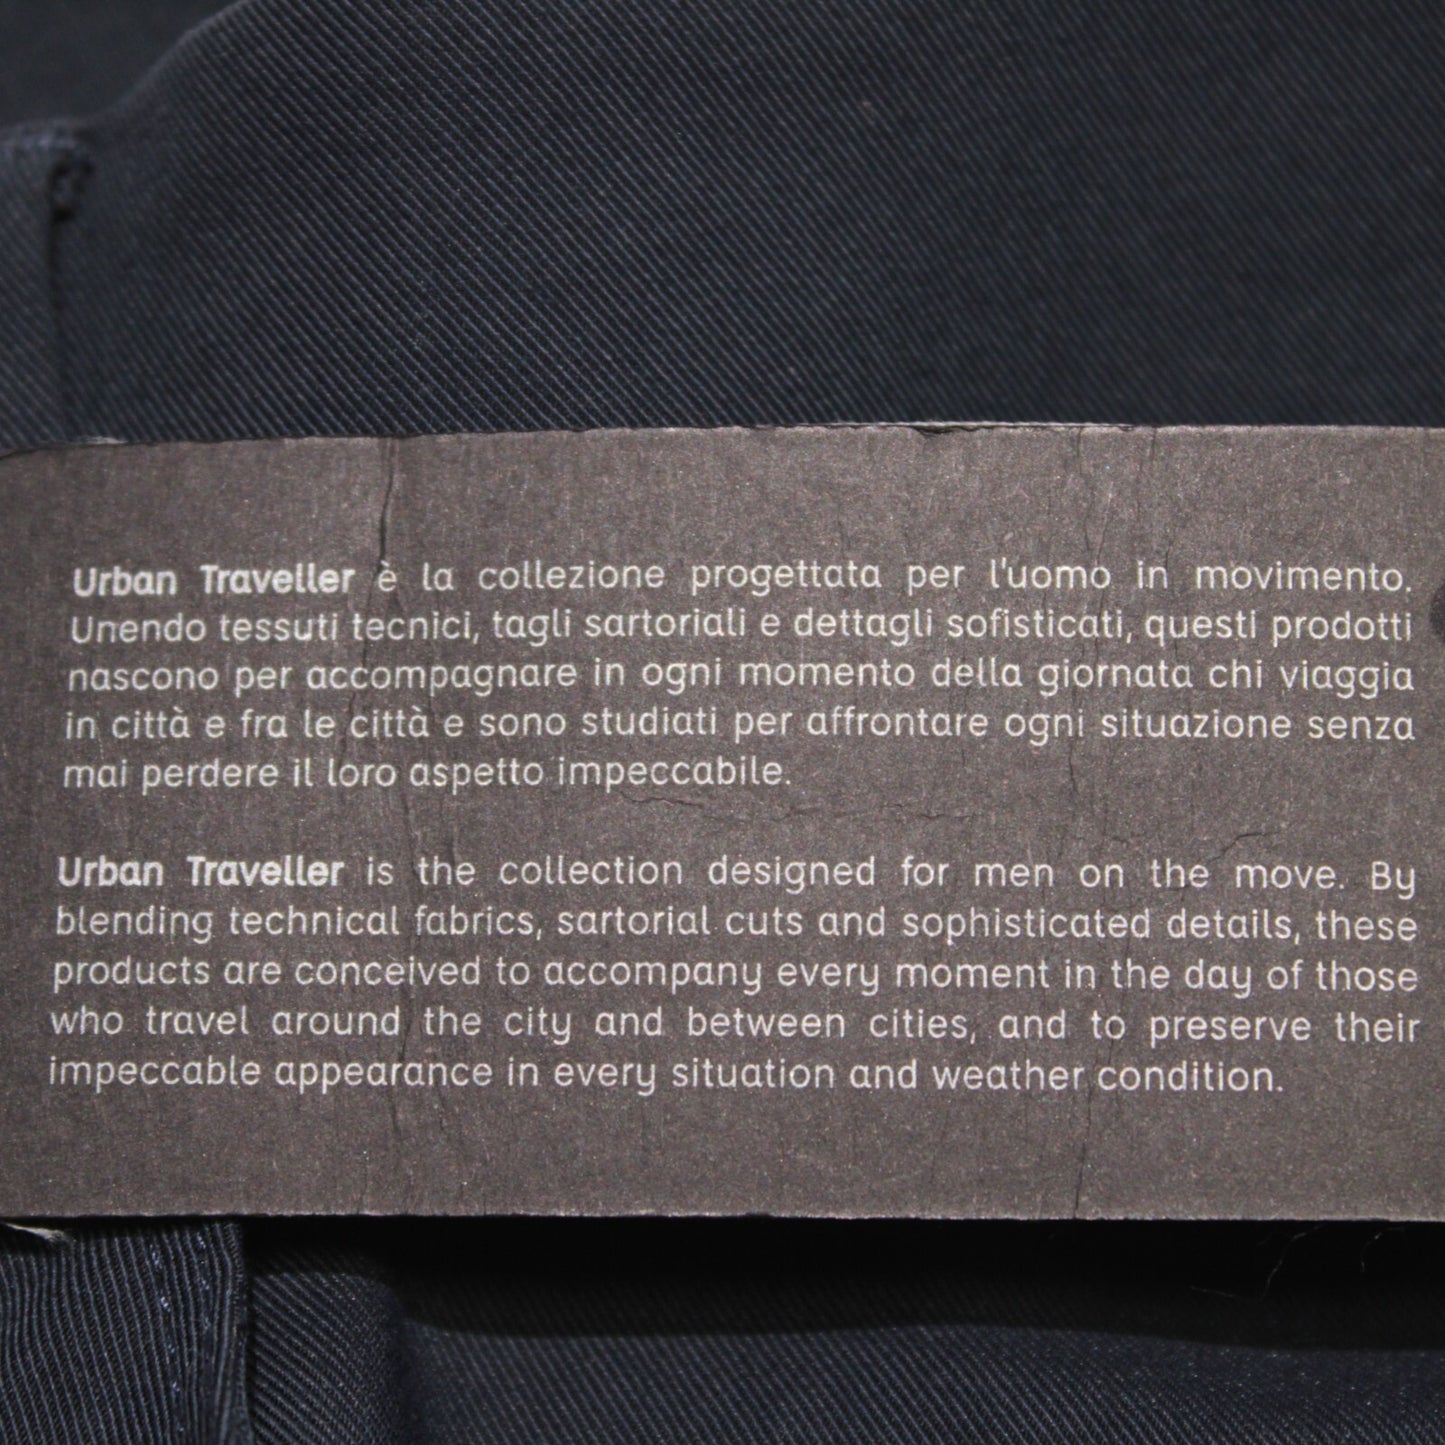 Urban Traveller è la collezione progettata per l'uomo in movimento.
Unendo tessuti tecnici, tagli sartoriali e dettagli sofisticati, questi prodotti
nascono per accompagnare in ogni momento della giornata chi viaggia
in città e fra le città e sono studiati per affrontare ogni situazione senza
mai perdere il loro aspetto impeccabile.
Urban Traveller is the collection designed for men on the move. By
blending technical fabrics, sartorial cuts and sophisticated details, these
products are conceived to accompany every moment in the day of those
who travel around the city and between cities, and to preserve their
impeccable appearance in every situation and weather condition.